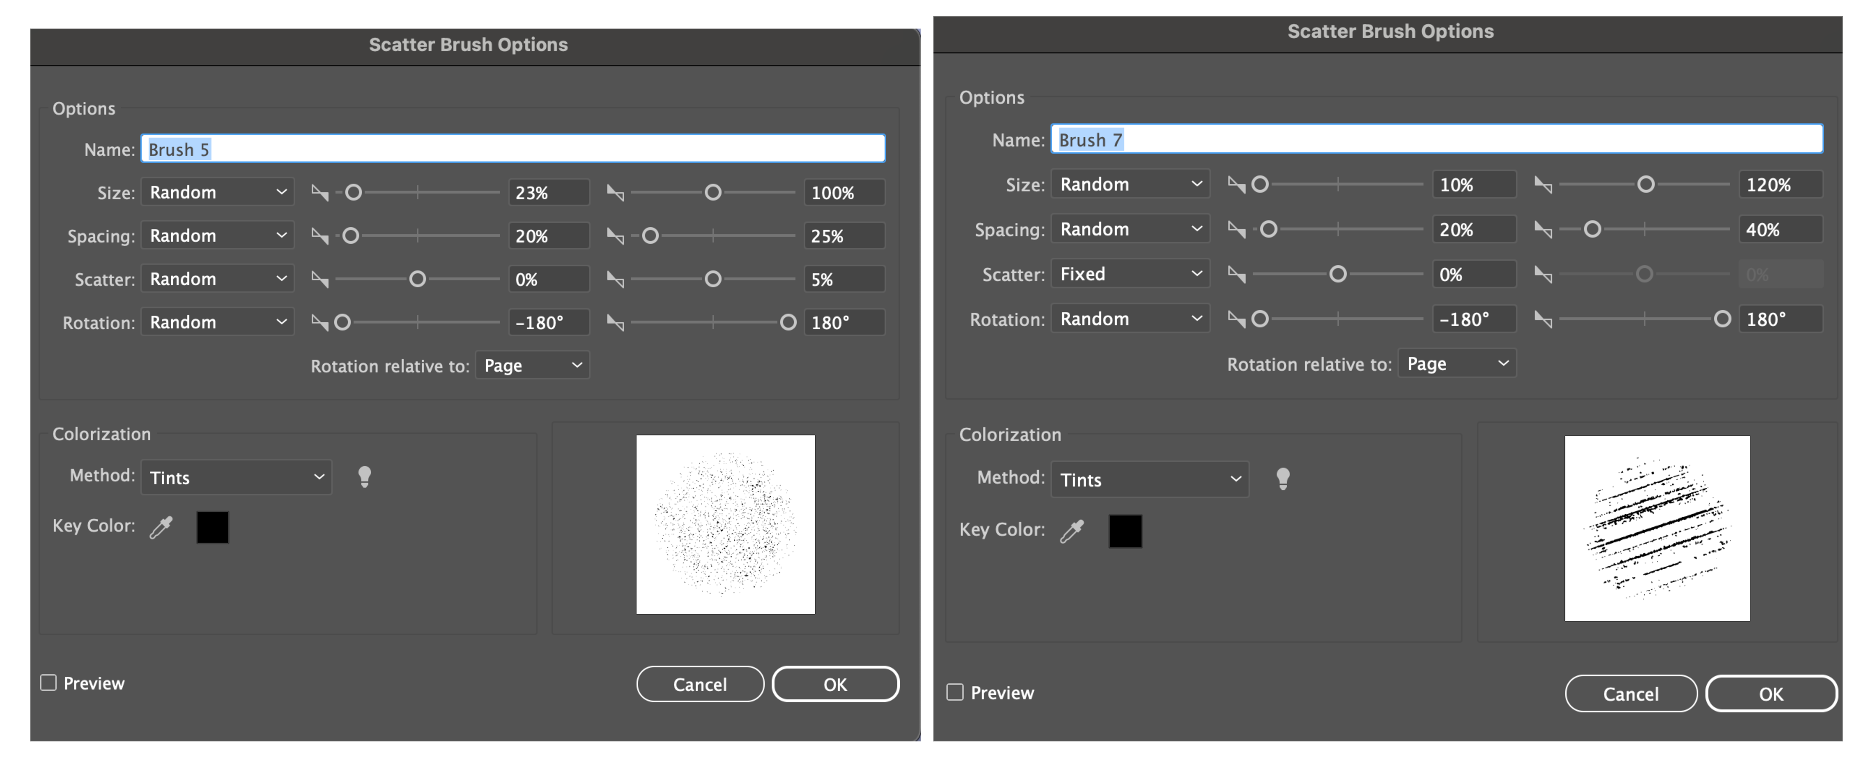 Scatter Brush Options
Options
Name: Brush 5
Size: Random 23% 100%
Spacing: Random 20% 25%
Scatter: Random 0% 5%
Rotation: Random -180° 180°
Rotation relative to: Page
Colorization
Method: Tints
Key Color:
Preview Cancel OK
Scatter Brush Options
Options
Name: Brush 7
Size: Random 10% 120%
Spacing: Random 20% 40%
Scatter: Fixed 0% 0%
Rotation: Random -180° 180°
Rotation relative to: Page
Colorization
Method: Tints
Key Color:
Preview Cancel OK